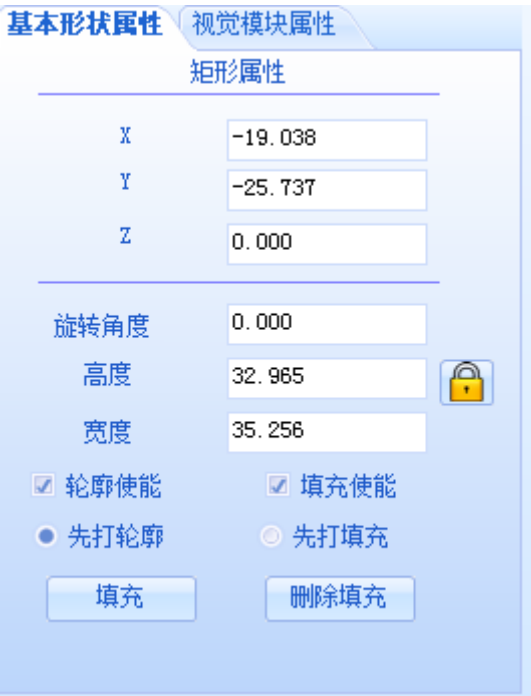 基本形状属性 视觉模块属性
矩形属性
X -19.038
Y -25.737
Z 0.000
旋转角度 0.000
高度 32.965
宽度 35.256
轮廓使能 填充使能
先打轮廓 先打填充
填充 删除填充